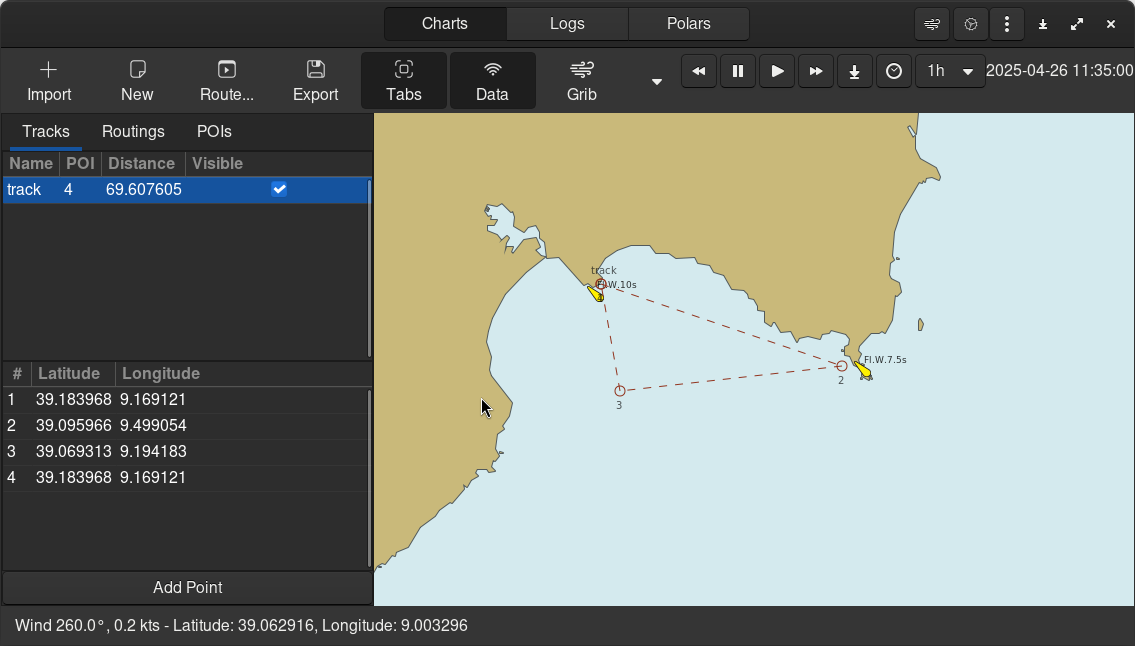 Charts Logs Polars
Import New Route... Export Tabs Data Grib 1h 2025-04-26 11:35:00
Tracks Routings POIs
Name POI Distance Visible
track 4 69.607605
# Latitude Longitude
1 39.183968 9.169121
2 39.095966 9.499054
3 39.069313 9.194183
4 39.183968 9.169121
Add Point
track
Fl.W.10s
Fl.W.7.5s
2
3
Wind 260.0°, 0.2 kts - Latitude: 39.062916, Longitude: 9.003296